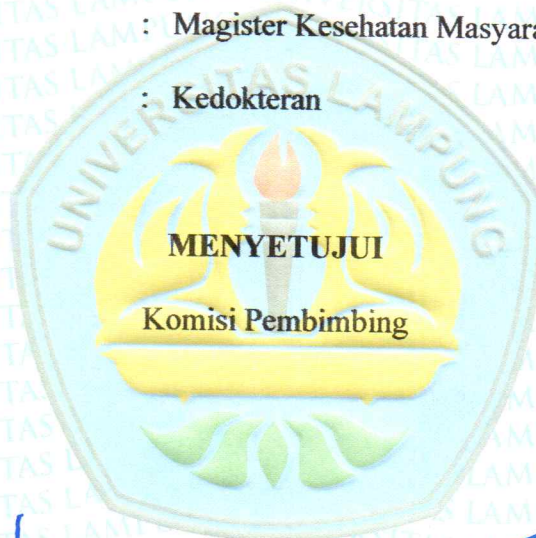 : Magister Kesehatan Masyara
: Kedokteran
UNIVERSITAS LAMPUNG
MENYETUJUI
Komisi Pembimbing